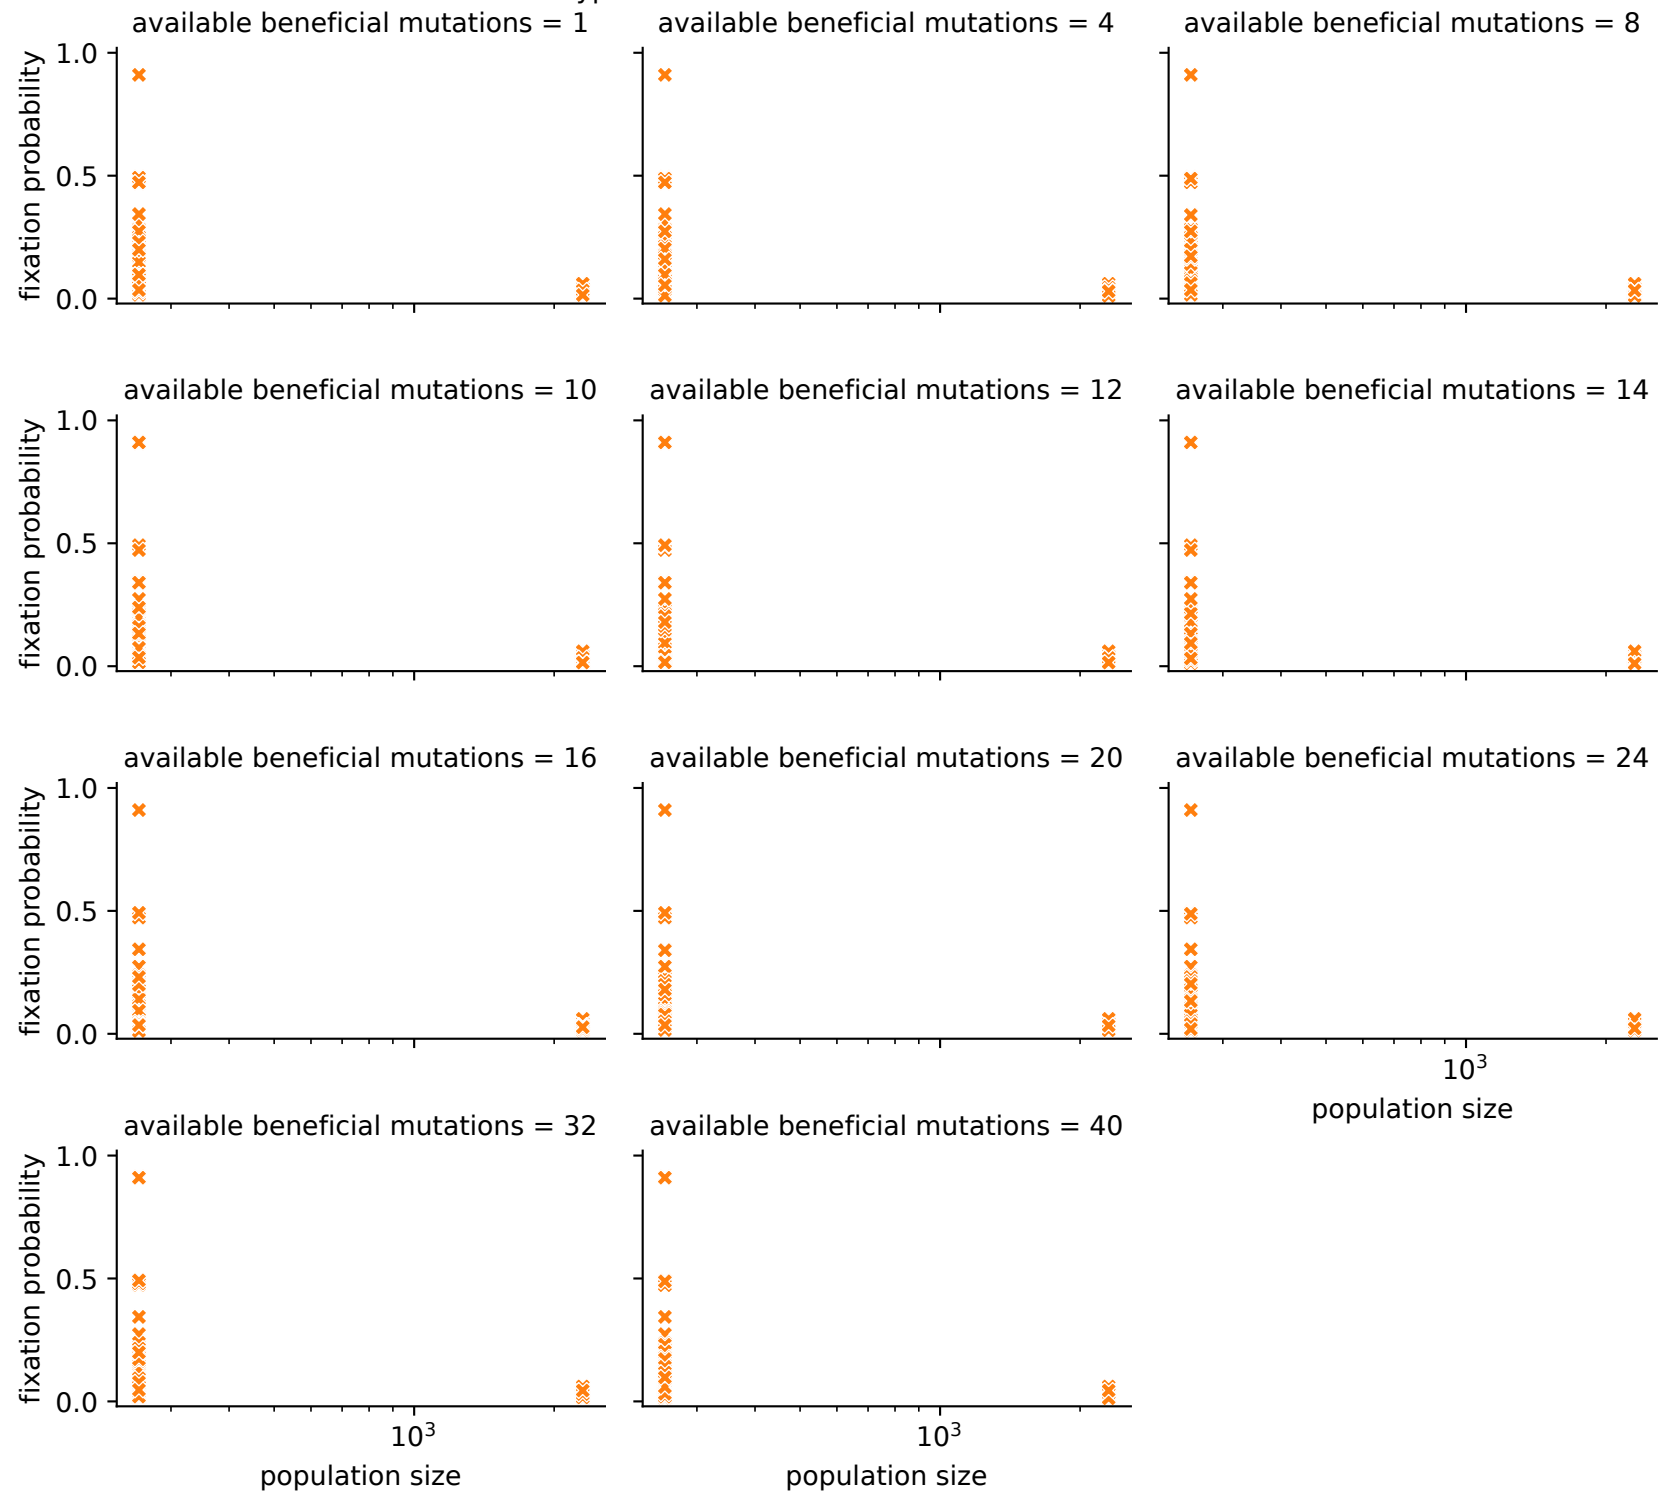 available beneficial mutations = 1
available beneficial mutations = 4
available beneficial mutations = 8
fixation probability
1.0
0.5
0.0
available beneficial mutations = 10
available beneficial mutations = 12
available beneficial mutations = 14
fixation probability
1.0
0.5
0.0
available beneficial mutations = 16
available beneficial mutations = 20
available beneficial mutations = 24
fixation probability
1.0
0.5
0.0
10³
population size
available beneficial mutations = 32
available beneficial mutations = 40
fixation probability
1.0
0.5
0.0
10³
10³
population size
population size